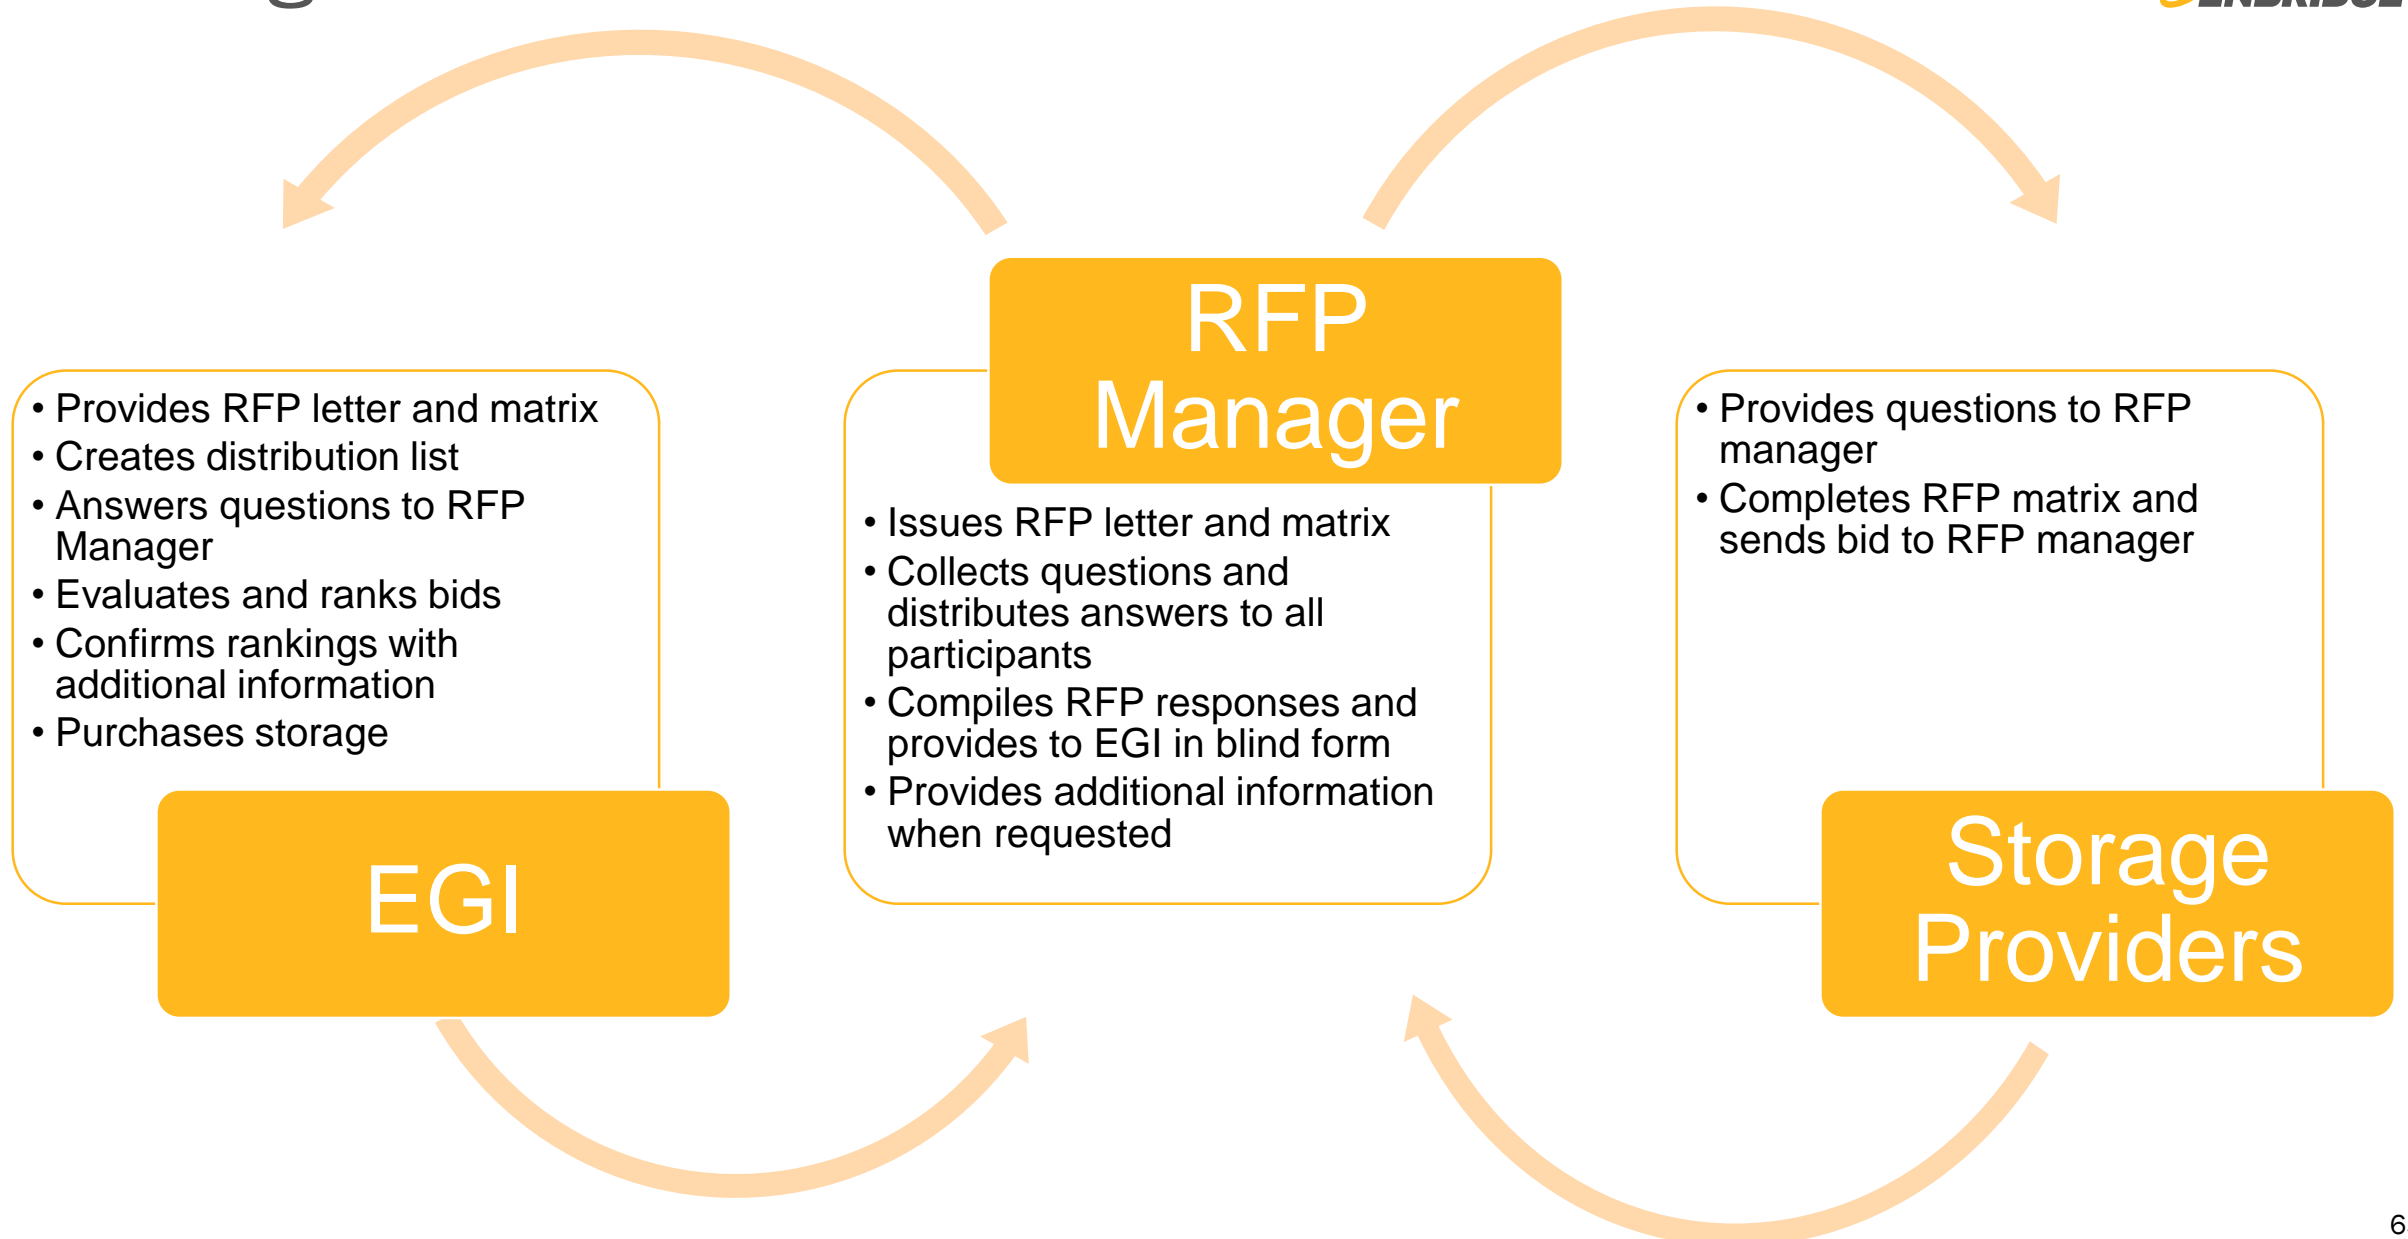 • Provides RFP letter and matrix
• Creates distribution list
• Answers questions to RFP
Manager
• Evaluates and ranks bids
• Confirms rankings with
additional information
• Purchases storage
EGI
RFP
Manager
• Issues RFP letter and matrix
• Collects questions and
distributes answers to all
participants
• Compiles RFP responses and
provides to EGI in blind form
• Provides additional information
when requested
• Provides questions to RFP
manager
• Completes RFP matrix and
sends bid to RFP manager
Storage
Providers
6